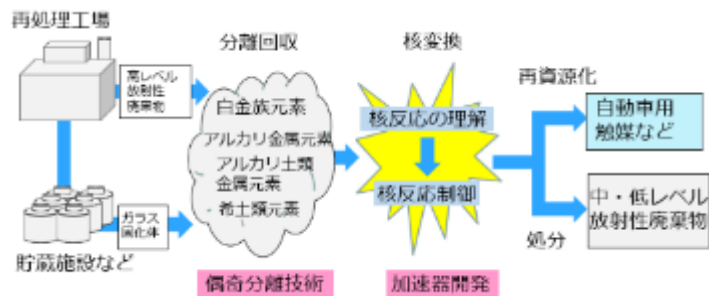 再処理工場
高レベル
放射性
廃棄物
ガラス
固化体
貯蔵施設など
分離回収
白金族元素
アルカリ金属元素
アルカリ土類
金属元素
希土類元素
偶奇分離技術
核変換
核反応の理解
核反応制御
加速器開発
再資源化
自動車用
触媒など
中・低レベル
放射性廃棄物
処分